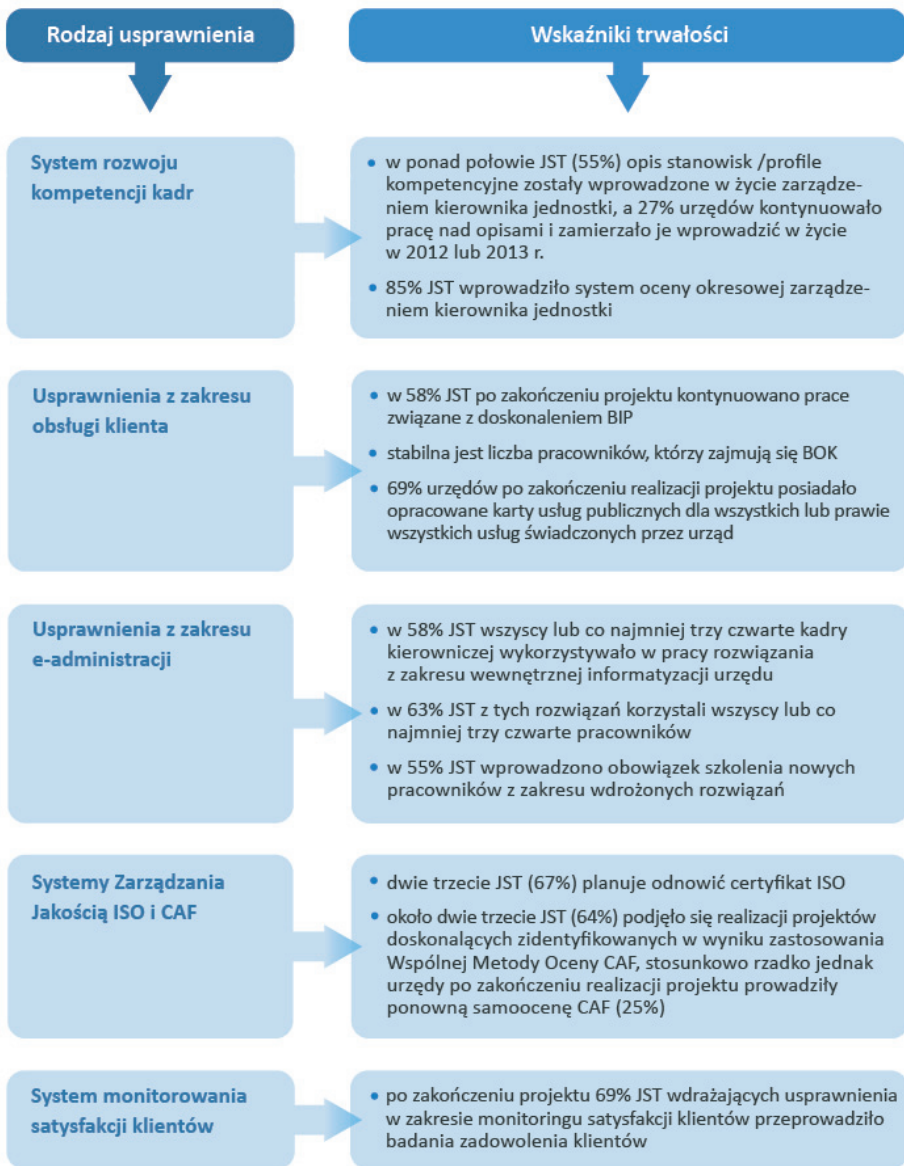 Rodzaj usprawnienia
Wskaźniki trwałości
System rozwoju
kompetencji kadr
• w ponad połowie JST (55%) opis stanowisk /profile
kompetencyjne zostały wprowadzone w życie zarządze-
niem kierownika jednostki, a 27% urzędów kontynuowało
pracę nad opisami i zamierzało je wprowadzić w życie
w 2012 lub 2013 r.
• 85% JST wprowadziło system oceny okresowej zarządze-
niem kierownika jednostki
Usprawnienia z zakresu
obsługi klienta
• w 58% JST po zakończeniu projektu kontynuowano prace
związane z doskonaleniem BIP
• stabilna jest liczba pracowników, którzy zajmują się BOK
• 69% urzędów po zakończeniu realizacji projektu posiadało
opracowane karty usług publicznych dla wszystkich lub prawie
wszystkich usług świadczonych przez urząd
Usprawnienia z zakresu
e-administracji
• w 58% JST wszyscy lub co najmniej trzy czwarte kadry
kierowniczej wykorzystywało w pracy rozwiązania
z zakresu wewnętrznej informatyzacji urzędu
• w 63% JST z tych rozwiązań korzystali wszyscy lub co
najmniej trzy czwarte pracowników
• w 55% JST wprowadzono obowiązek szkolenia nowych
pracowników z zakresu wdrożonych rozwiązań
Systemy Zarządzania
Jakością ISO i CAF
• dwie trzecie JST (67%) planuje odnowić certyfikat ISO
• około dwie trzecie JST (64%) podjęło się realizacji projektów
doskonalących zidentyfikowanych w wyniku zastosowania
Wspólnej Metody Oceny CAF, stosunkowo rzadko jednak
urzędy po zakończeniu realizacji projektu prowadziły
ponowną samoocenę CAF (25%)
System monitorowania
satysfakcji klientów
• po zakończeniu projektu 69% JST wdrażających usprawnienia
w zakresie monitoringu satysfakcji klientów przeprowadziło
badania zadowolenia klientów